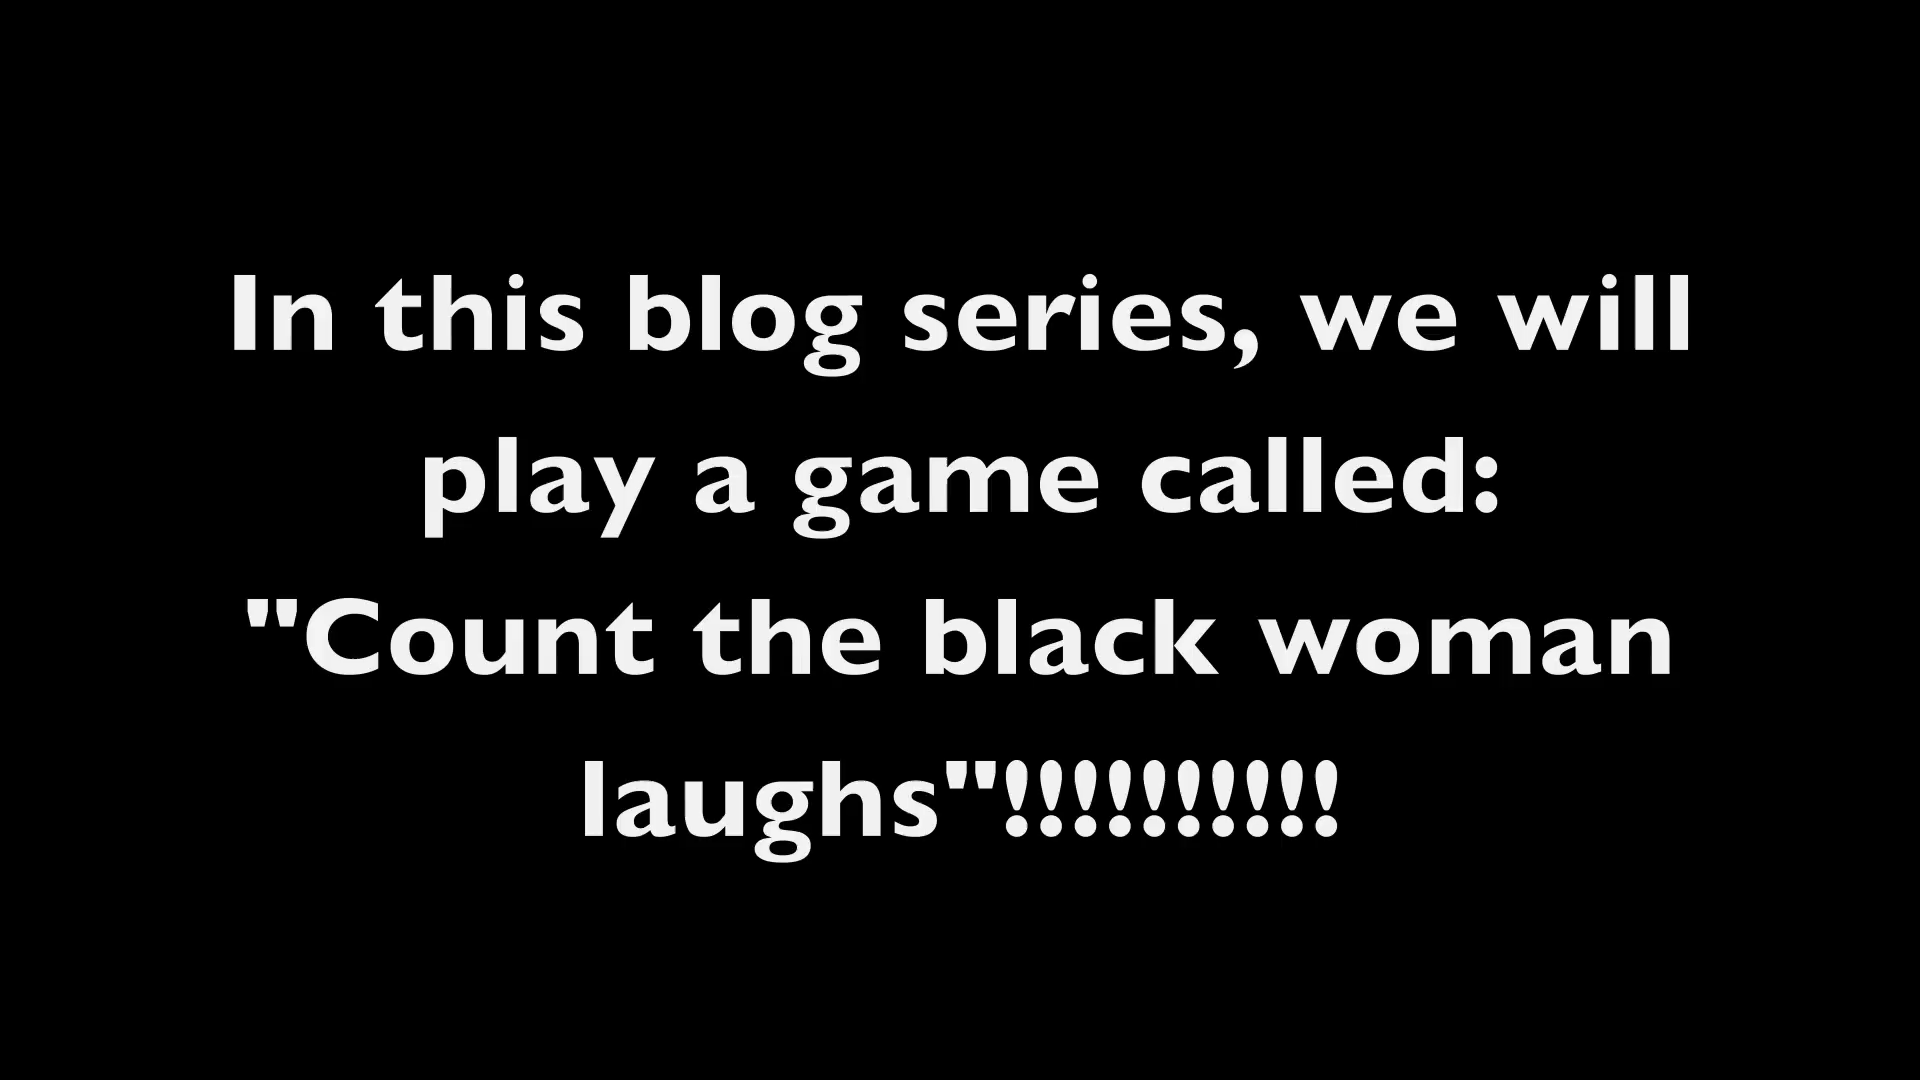 In this blog series, we will
play a game called:
"Count the black woman
laughs"!!!!!!!!!!